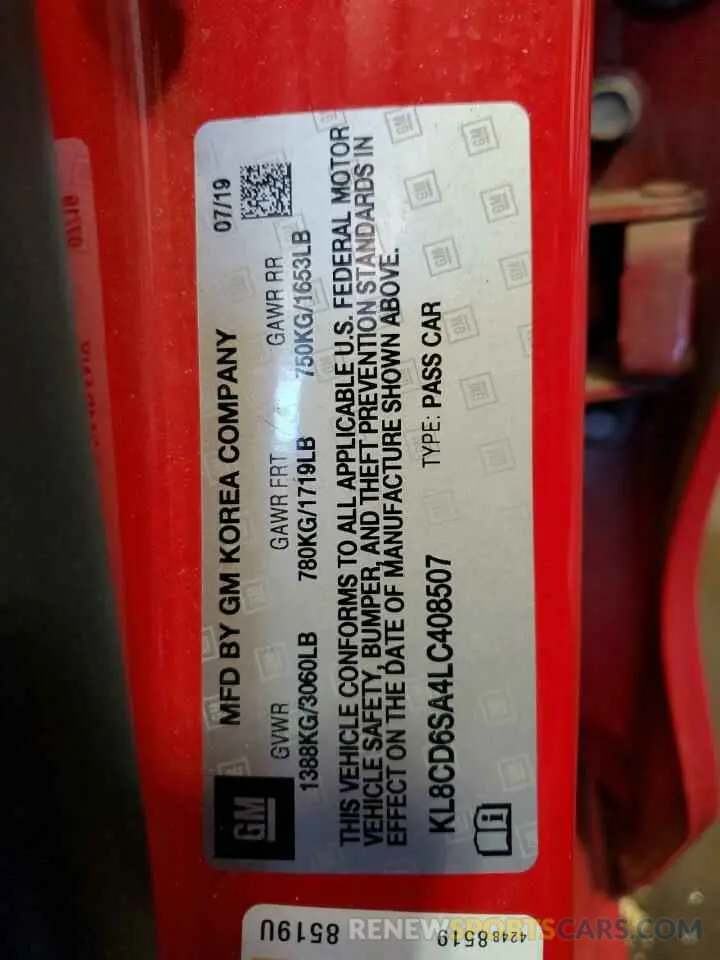 MFD BY GM KOREA COMPANY 07/19
GVWR GAWR FRT GAWR RR
1388KG/3060LB 780KG/1719LB 750KG/1653LB
THIS VEHICLE CONFORMS TO ALL APPLICABLE U.S. FEDERAL MOTOR
VEHICLE SAFETY, BUMPER, AND THEFT PREVENTION STANDARDS IN
EFFECT ON THE DATE OF MANUFACTURE SHOWN ABOVE.
KL8CD6SA4LC408507 TYPE: PASS CAR
GM
8519U
42488519
RENEWSPORTSCARS.COM